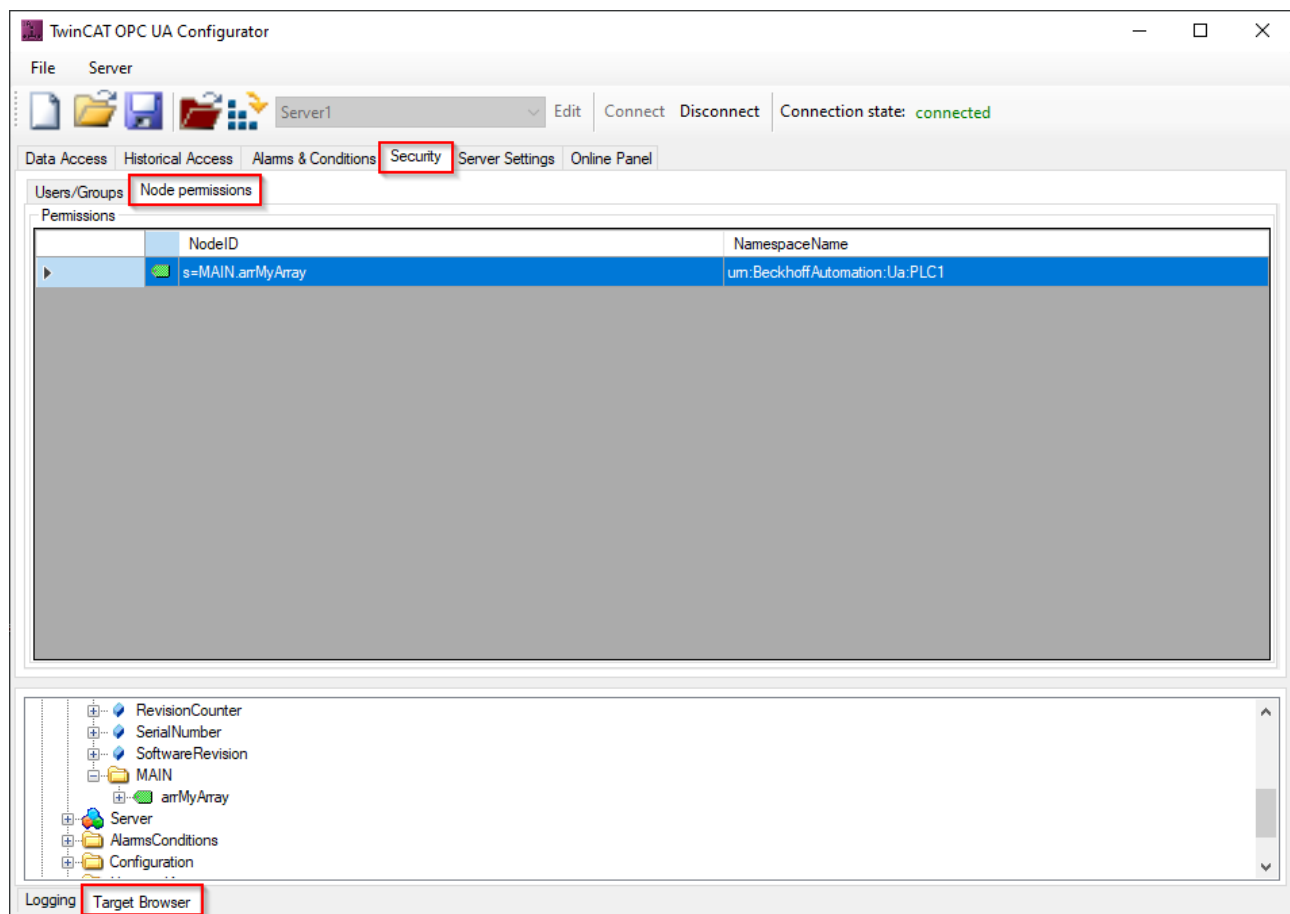 TwinCAT OPC UA Configurator
File Server
Server1 Edit Connect Disconnect Connection state: connected
Data Access Historical Access Alarms & Conditions Security Server Settings Online Panel
Users/Groups Node permissions
Permissions
NodeID NamespaceName
s=MAIN.arrMyArray urn:BeckhoffAutomation:Ua:PLC1
RevisionCounter
SerialNumber
SoftwareRevision
MAIN
arrMyArray
Server
AlarmsConditions
Configuration
Logging Target Browser